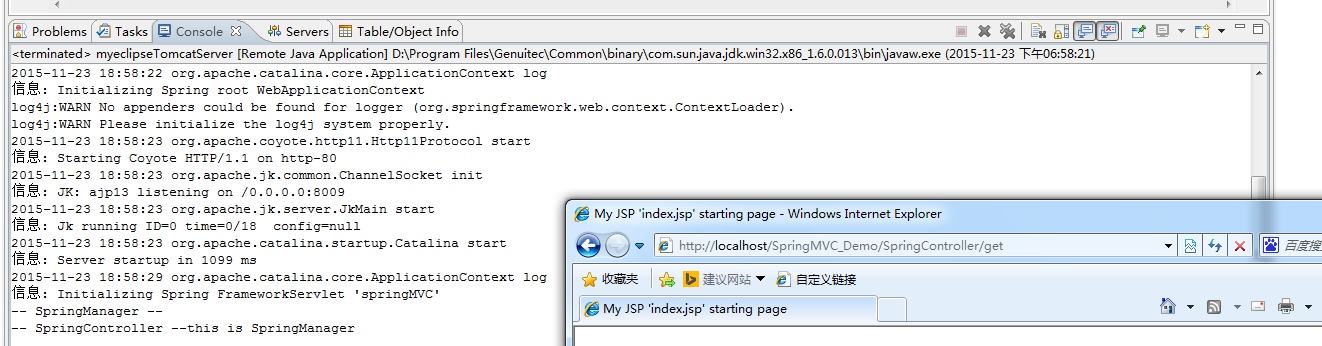 Problems Tasks Console Servers Table/Object Info
<terminated> myeclipseTomcatServer [Remote Java Application] D:\Program Files\Genuitec\Common\binary\com.sun.java.jdk.win32.x86_1.6.0.013\bin\javaw.exe (2015-11-23 下午06:58:21)
2015-11-23 18:58:22 org.apache.catalina.core.ApplicationContext log
信息: Initializing Spring root WebApplicationContext
log4j:WARN No appenders could be found for logger (org.springframework.web.context.ContextLoader).
log4j:WARN Please initialize the log4j system properly.
2015-11-23 18:58:23 org.apache.coyote.http11.Http11Protocol start
信息: Starting Coyote HTTP/1.1 on http-80
2015-11-23 18:58:23 org.apache.jk.common.ChannelSocket init
信息: JK: ajp13 listening on /0.0.0.0:8009
2015-11-23 18:58:23 org.apache.jk.server.JkMain start
信息: Jk running ID=0 time=0/18  config=null
2015-11-23 18:58:23 org.apache.catalina.startup.Catalina start
信息: Server startup in 1099 ms
2015-11-23 18:58:29 org.apache.catalina.core.ApplicationContext log
信息: Initializing Spring FrameworkServlet 'springMVC'
-- SpringManager --
-- SpringController --this is SpringManager
My JSP 'index.jsp' starting page - Windows Internet Explorer
http://localhost/SpringMVC_Demo/SpringController/get 百度搜
收藏夹 建议网站 自定义链接
My JSP 'index.jsp' starting page